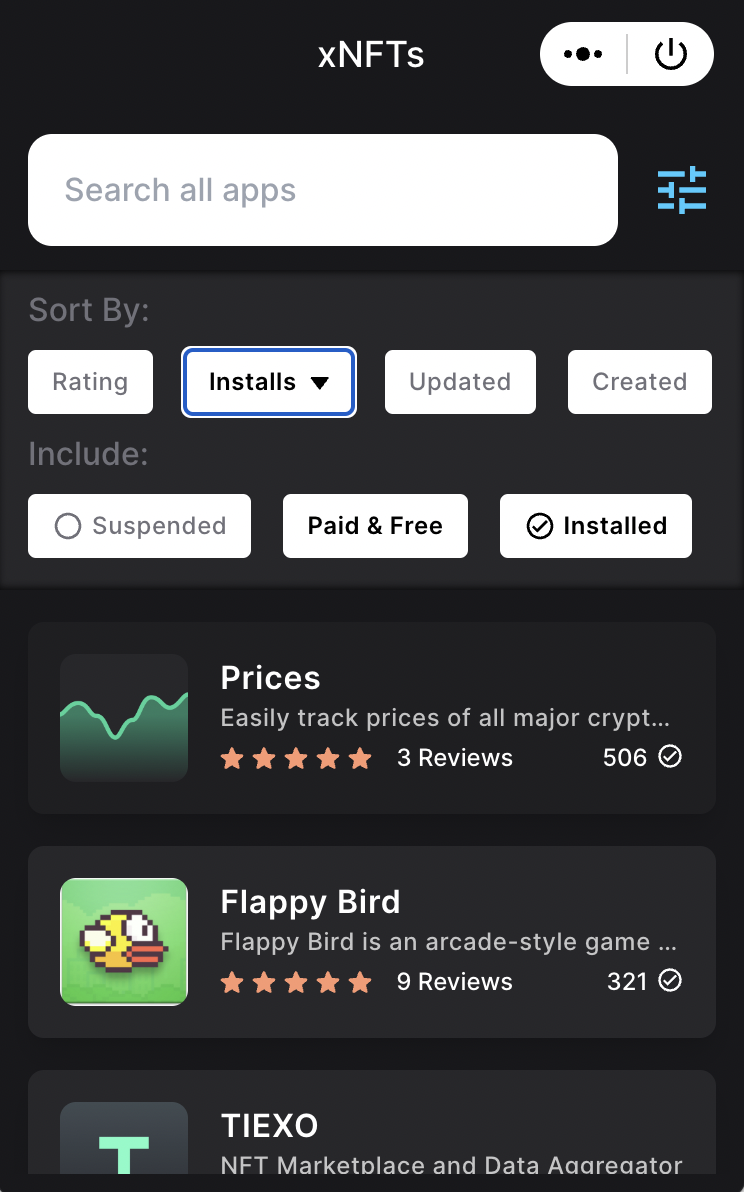 xNFTs
Search all apps
Sort By:
Rating Installs Updated Created
Include:
Suspended Paid & Free Installed
Prices
Easily track prices of all major crypt...
3 Reviews 506
Flappy Bird
Flappy Bird is an arcade-style game ...
9 Reviews 321
T
TIEXO
NFT Marketplace and Data Aggregator